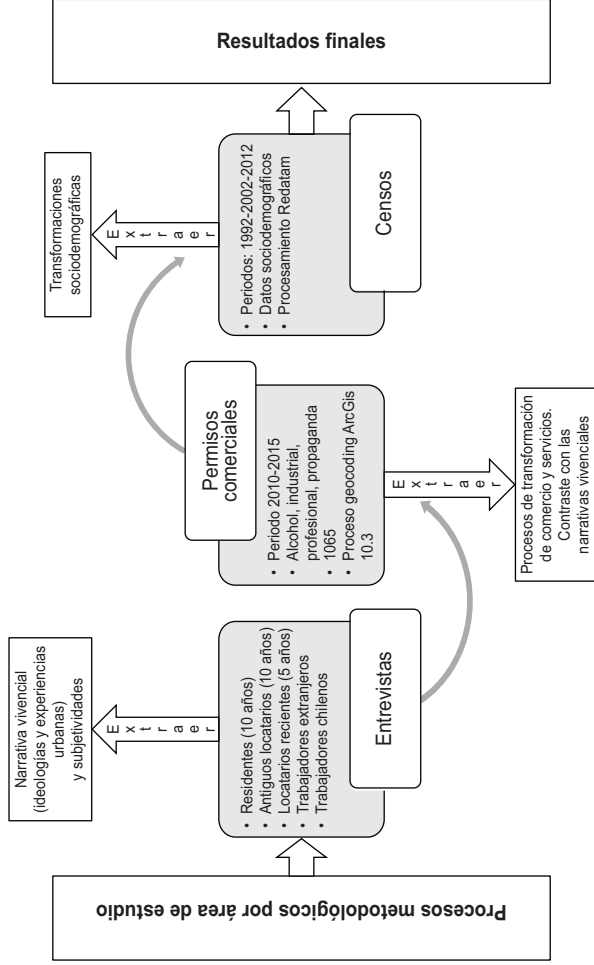 Procesos metodológicos por área de estudio
Narrativa vivencial
(ideologías y experiencias
urbanas)
y subjetividades
Extraer
• Residentes (10 años)
• Antiguos locatarios (10 años)
• Locatarios recientes (5 años)
• Trabajadores extranjeros
• Trabajadores chilenos
Entrevistas
Permisos
comerciales
• Periodo 2010-2015
• Alcohol, industrial,
profesional, propaganda
1065
• Proceso geocoding ArcGis
10.3
Extraer
Procesos de transformación
de comercio y servicios.
Contraste con las
narrativas vivenciales
Transformaciones
sociodemográficas
Extraer
• Periodos: 1992-2002-2012
• Datos sociodemográficos
• Procesamiento Redatam
Censos
Resultados finales